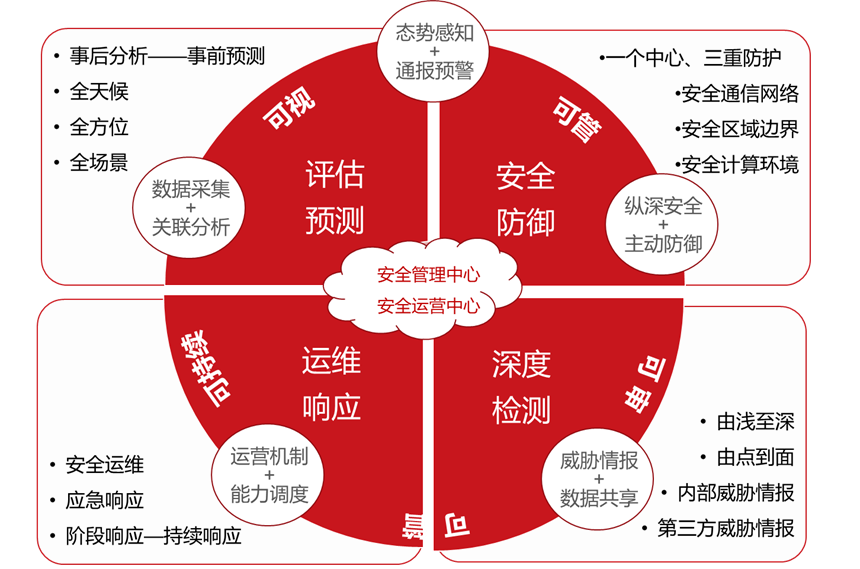 态势感知
+
通报预警
• 事后分析——事前预测
• 全天候
• 全方位
• 全场景
可视
评估
预测
数据采集
+
关联分析
•一个中心、三重防护
•安全通信网络
•安全区域边界
•安全计算环境
可管
安全
防御
纵深安全
+
主动防御
安全管理中心
安全运营中心
可持续
运维
响应
运营机制
+
能力调度
• 安全运维
• 应急响应
• 阶段响应—持续响应
可审
深度
检测
威胁情报
+
数据共享
• 由浅至深
• 由点到面
• 内部威胁情报
• 第三方威胁情报
可管